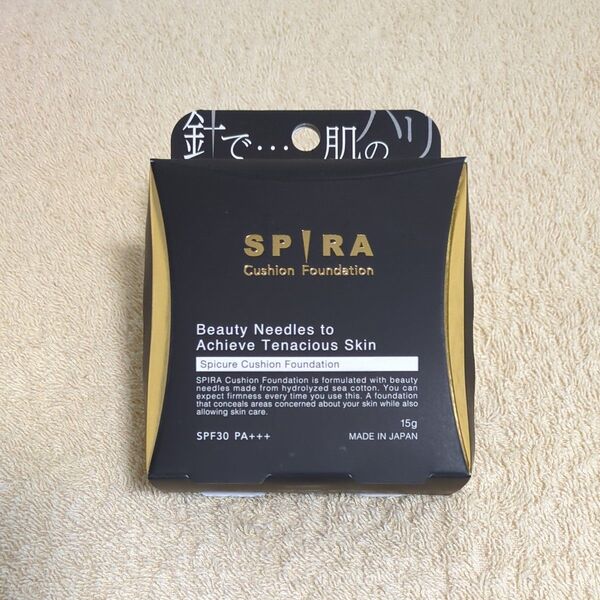 針で…肌のハリ
SPIRA
Cushion Foundation
Beauty Needles to
Achieve Tenacious Skin
Spicure Cushion Foundation
SPIRA Cushion Foundation is formulated with beauty
needles made from hydrolyzed sea cotton. You can
expect firmness every time you use this. A foundation
that conceals areas concerned about your skin while also
allowing skin care.
15g
SPF30 PA+++ MADE IN JAPAN